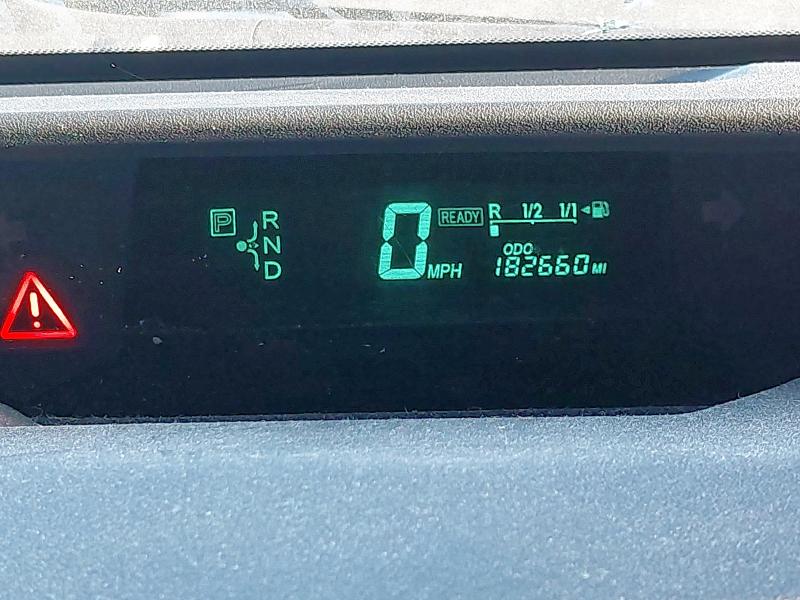 P R
N
D
0 MPH
READY
R 1/2 1/1
ODO
182660 MI